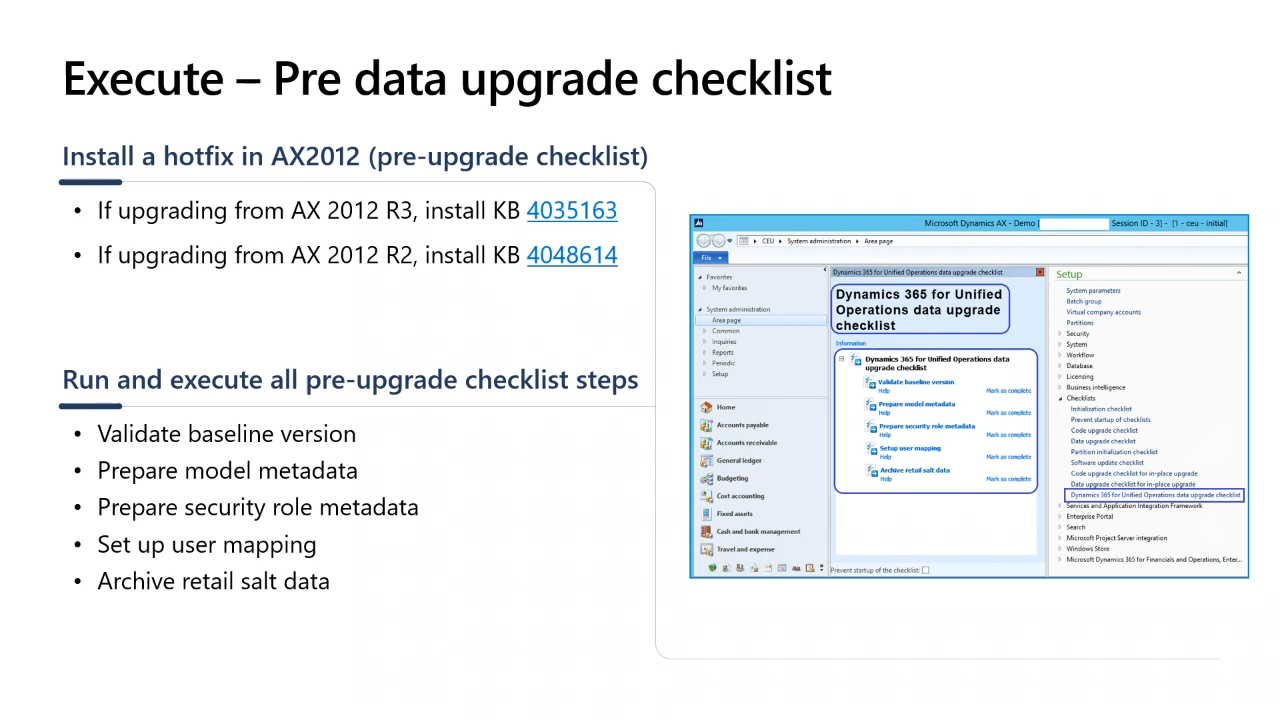 Execute – Pre data upgrade checklist
Install a hotfix in AX2012 (pre-upgrade checklist)
• If upgrading from AX 2012 R3, install KB 4035163
• If upgrading from AX 2012 R2, install KB 4048614
Run and execute all pre-upgrade checklist steps
• Validate baseline version
• Prepare model metadata
• Prepare security role metadata
• Set up user mapping
• Archive retail salt data
Microsoft Dynamics AX - Demo [
Session ID - 3] - [1 - ceu - initial]
CEU
System administration
Area page
File
Favorites
My favorites
System administration
Area page
Common
Inquiries
Reports
Periodic
Setup
Home
Accounts payable
Accounts receivable
General ledger
Budgeting
Cost accounting
Fixed assets
Cash and bank management
Travel and expense
Dynamics 365 for Unified Operations data upgrade checklist
Dynamics 365 for Unified
Operations data upgrade
checklist
Information
Dynamics 365 for Unified Operations data
upgrade checklist
Validate baseline version
Help Mark as complete
Prepare model metadata
Help Mark as complete
Prepare security role metadata
Help Mark as complete
Setup user mapping
Help Mark as complete
Archive retail salt data
Help Mark as complete
Prevent startup of the checklist:
Setup
System parameters
Batch group
Virtual company accounts
Partitions
Security
System
Workflow
Database
Licensing
Business intelligence
Checklists
Initialization checklist
Prevent startup of checklists
Code upgrade checklist
Data upgrade checklist
Partition initialization checklist
Software update checklist
Code upgrade checklist for in-place upgrade
Data upgrade checklist for in-place upgrade
Dynamics 365 for Unified Operations data upgrade checklist
Services and Application Integration Framework
Enterprise Portal
Search
Microsoft Project Server integration
Windows Store
Microsoft Dynamics 365 for Financials and Operations, Enter...